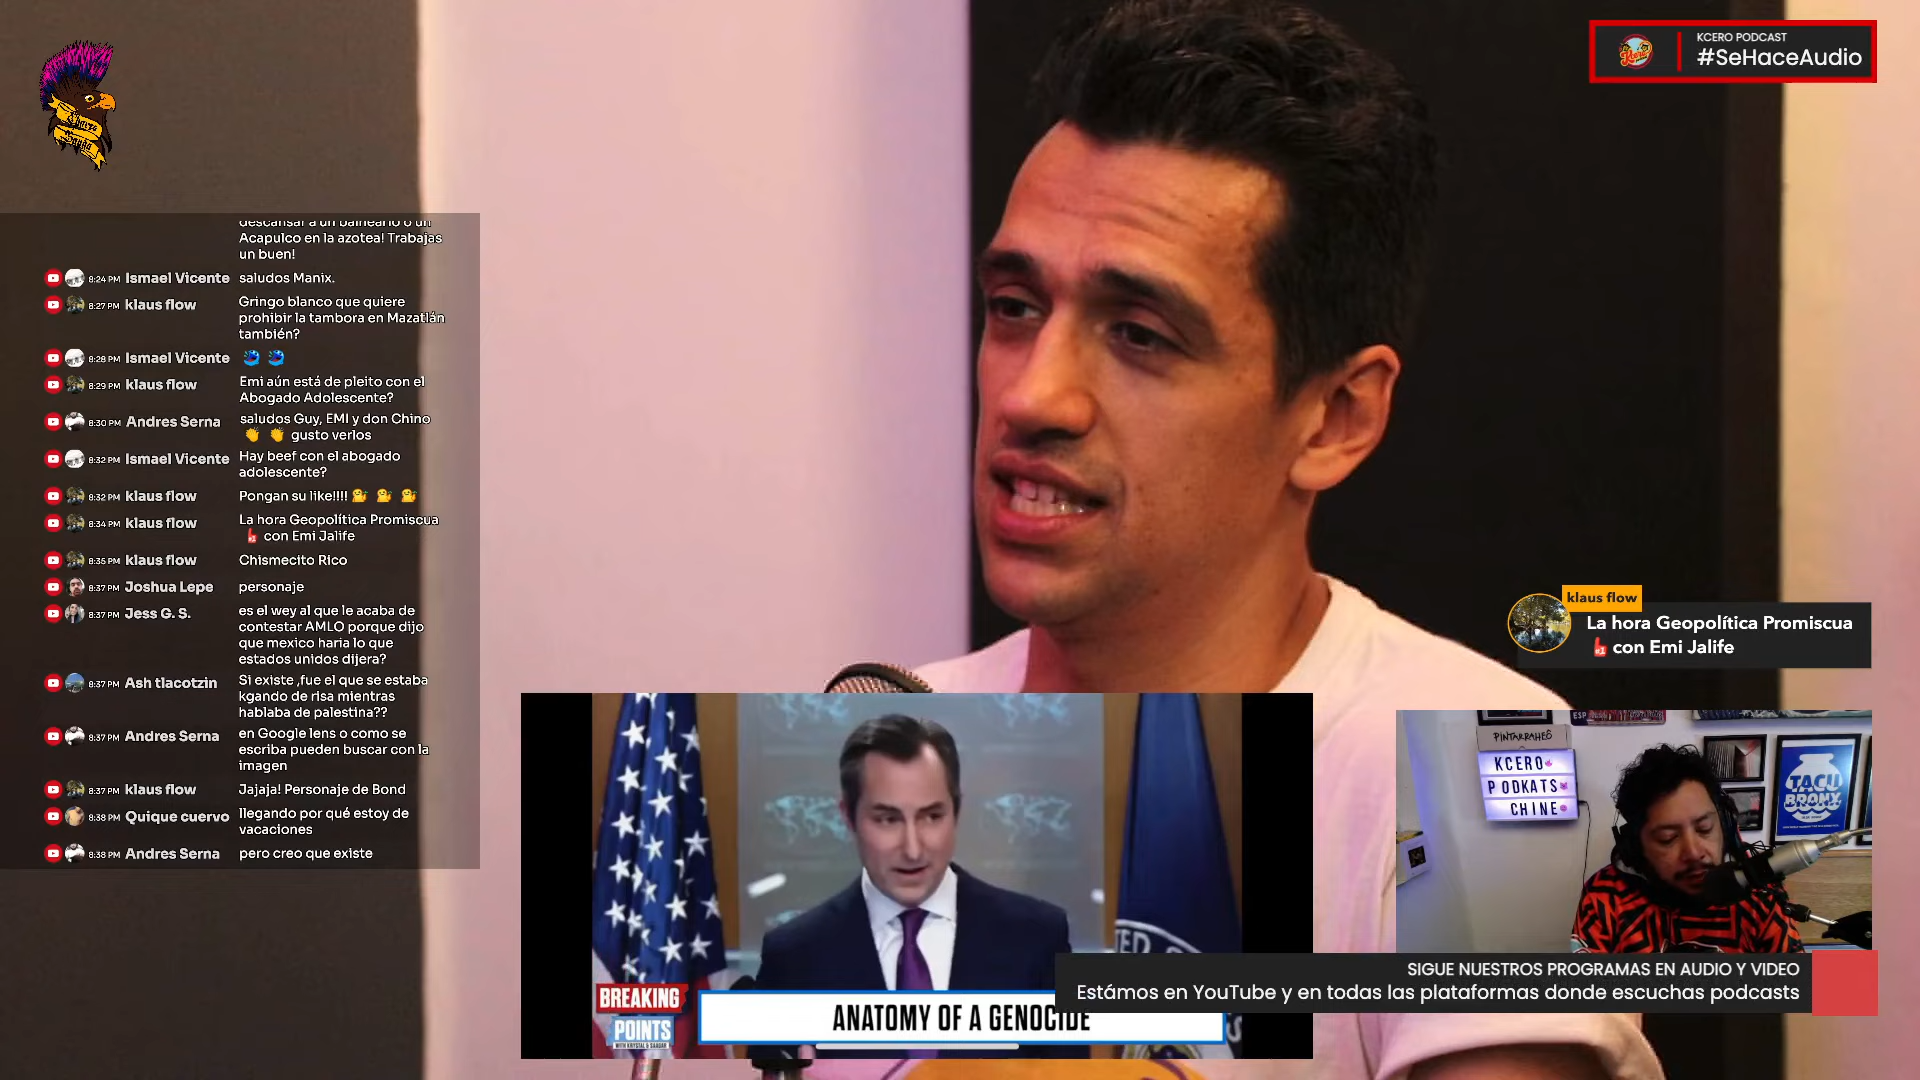 KCERO PODCAST
#SeHaceAudio
descansar a un balneario o un
Acapulco en la azotea! Trabajas
un buen!
8:24 PM Ismael Vicente saludos Manix.
8:27 PM klaus flow Gringo blanco que quiere
prohibir la tambora en Mazatlán
también?
8:28 PM Ismael Vicente
8:29 PM klaus flow Emi aún está de pleito con el
Abogado Adolescente?
8:30 PM Andres Serna saludos Guy, EMI y don Chino
👏 👏 gusto verlos
8:32 PM Ismael Vicente Hay beef con el abogado
adolescente?
8:32 PM klaus flow Pongan su like!!!!
8:34 PM klaus flow La hora Geopolítica Promiscua
con Emi Jalife
8:35 PM klaus flow Chismecito Rico
8:37 PM Joshua Lepe personaje
8:37 PM Jess G. S. es el wey al que le acaba de
contestar AMLO porque dijo
que mexico haria lo que
estados unidos dijera?
8:37 PM Ash tlacotzin Si existe ,fue el que se estaba
kgando de risa mientras
hablaba de palestina??
8:37 PM Andres Serna en Google lens o como se
escriba pueden buscar con la
imagen
8:37 PM klaus flow Jajaja! Personaje de Bond
8:38 PM Quique cuervo llegando por qué estoy de
vacaciones
8:38 PM Andres Serna pero creo que existe
klaus flow
La hora Geopolítica Promiscua
con Emi Jalife
PINTARRAHEÓ
KCERO
PODKATS
CHINE
TACU
BROMX
BREAKING
POINTS
WITH KRYSTAL & SAAGAR
ANATOMY OF A GENOCIDE
SIGUE NUESTROS PROGRAMAS EN AUDIO Y VIDEO
Estámos en YouTube y en todas las plataformas donde escuchas podcasts